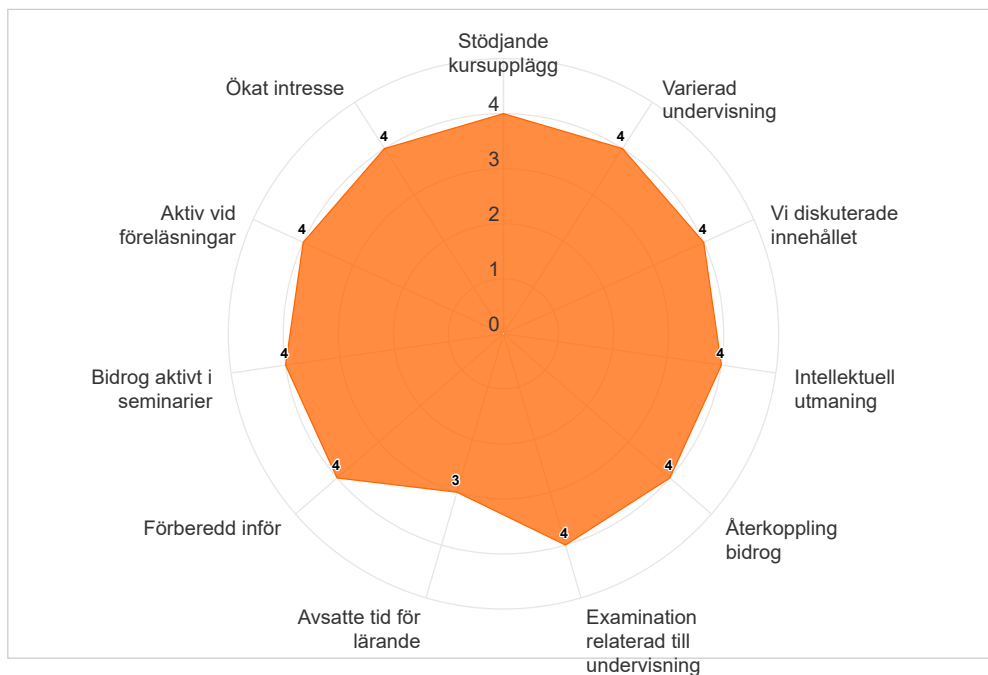 Stödjande
kursupplägg
Ökat intresse
Varierad
undervisning
4
4
4
3
Aktiv vid
föreläsningar
4
2
4
Vi diskuterade
innehållet
1
0
Bidrog aktivt i
seminarier
4
4
Intellektuell
utmaning
4
3
4
Förberedd inför
Återkoppling
bidrog
4
Avsatte tid för
lärande
Examination
relaterad till
undervisning